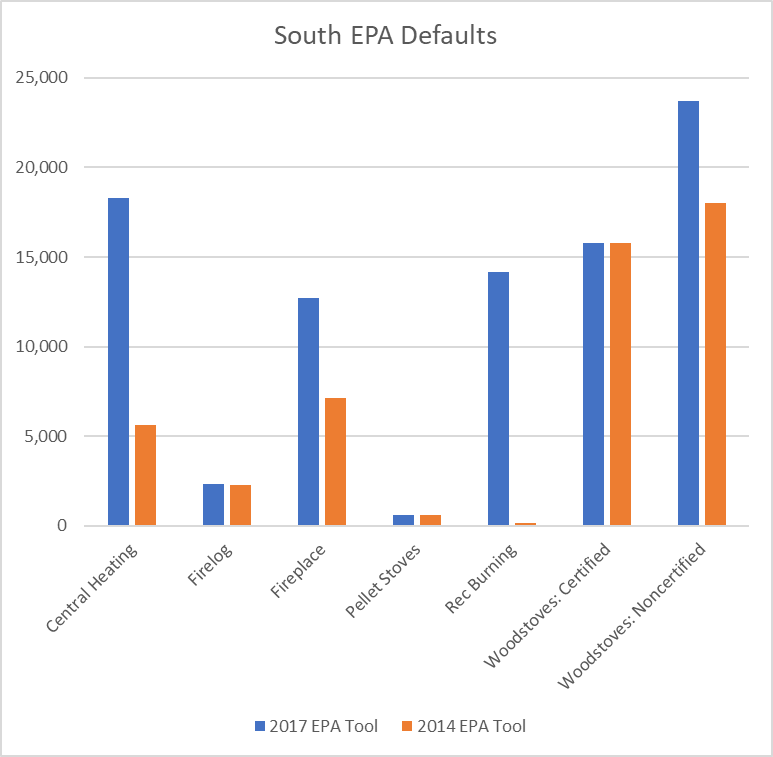 South EPA Defaults
25,000
20,000
15,000
10,000
5,000
0
Central Heating
Firelog
Fireplace
Pellet Stoves
Rec Burning
Woodstoves: Certified
Woodstoves: Noncertified
2017 EPA Tool 2014 EPA Tool